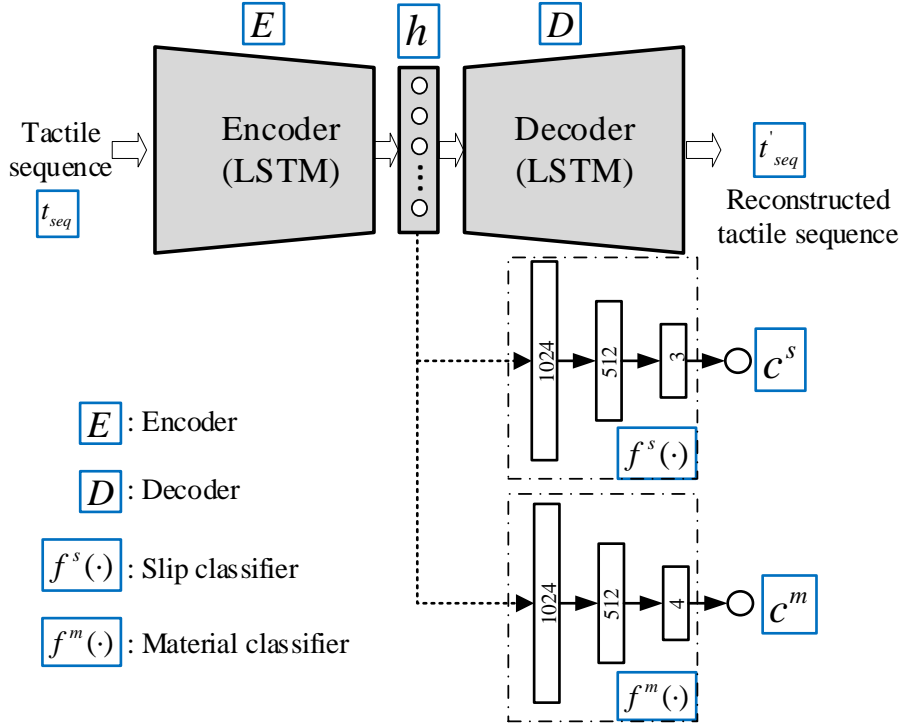 E
h
D
Tactile
sequence
t_seq
Encoder
(LSTM)
Decoder
(LSTM)
t'_seq
Reconstructed
tactile sequence
1024
512
3
c^s
f^s(·)
E : Encoder
D : Decoder
f^s(·) : Slip classifier
f^m(·) : Material classifier
1024
512
4
c^m
f^m(·)